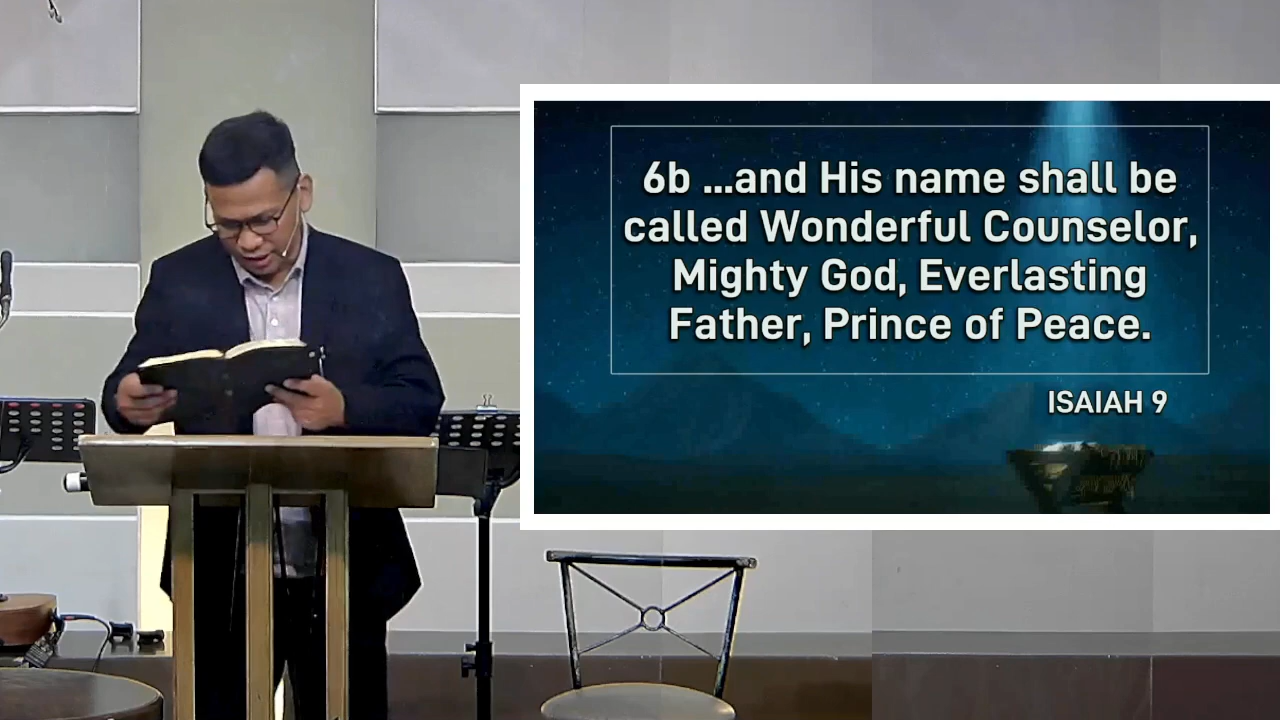 6b ...and His name shall be
called Wonderful Counselor,
Mighty God, Everlasting
Father, Prince of Peace.
ISAIAH 9